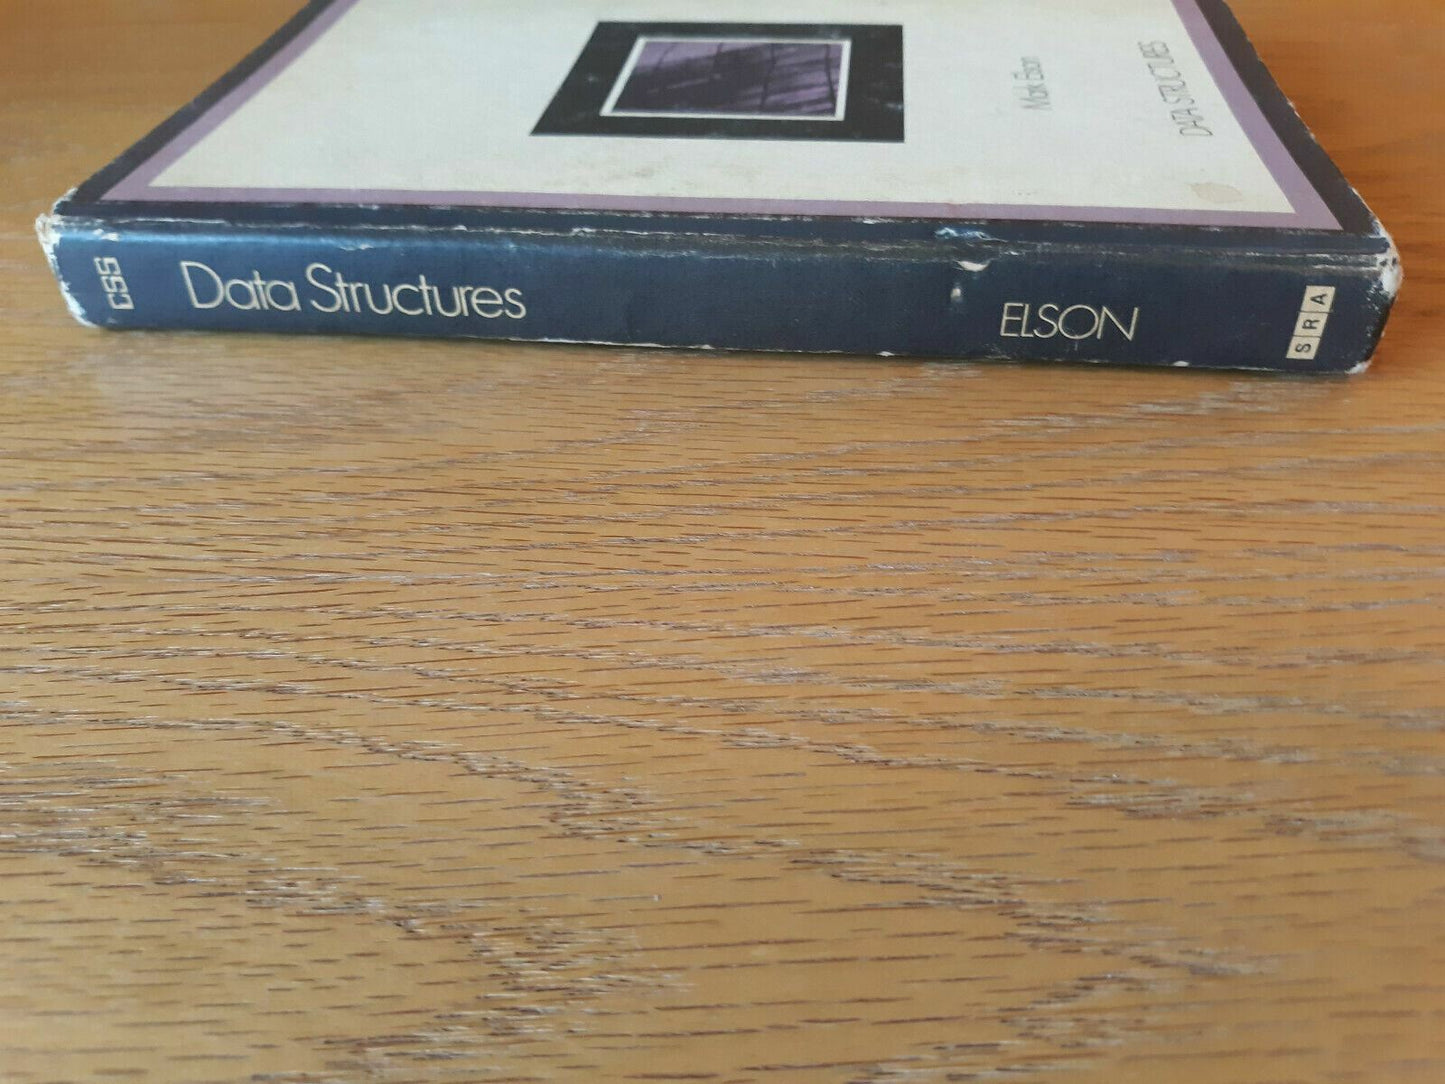 Mark Elson
DATA STRUCTURES
CSS
Data Structures
ELSON
SRA